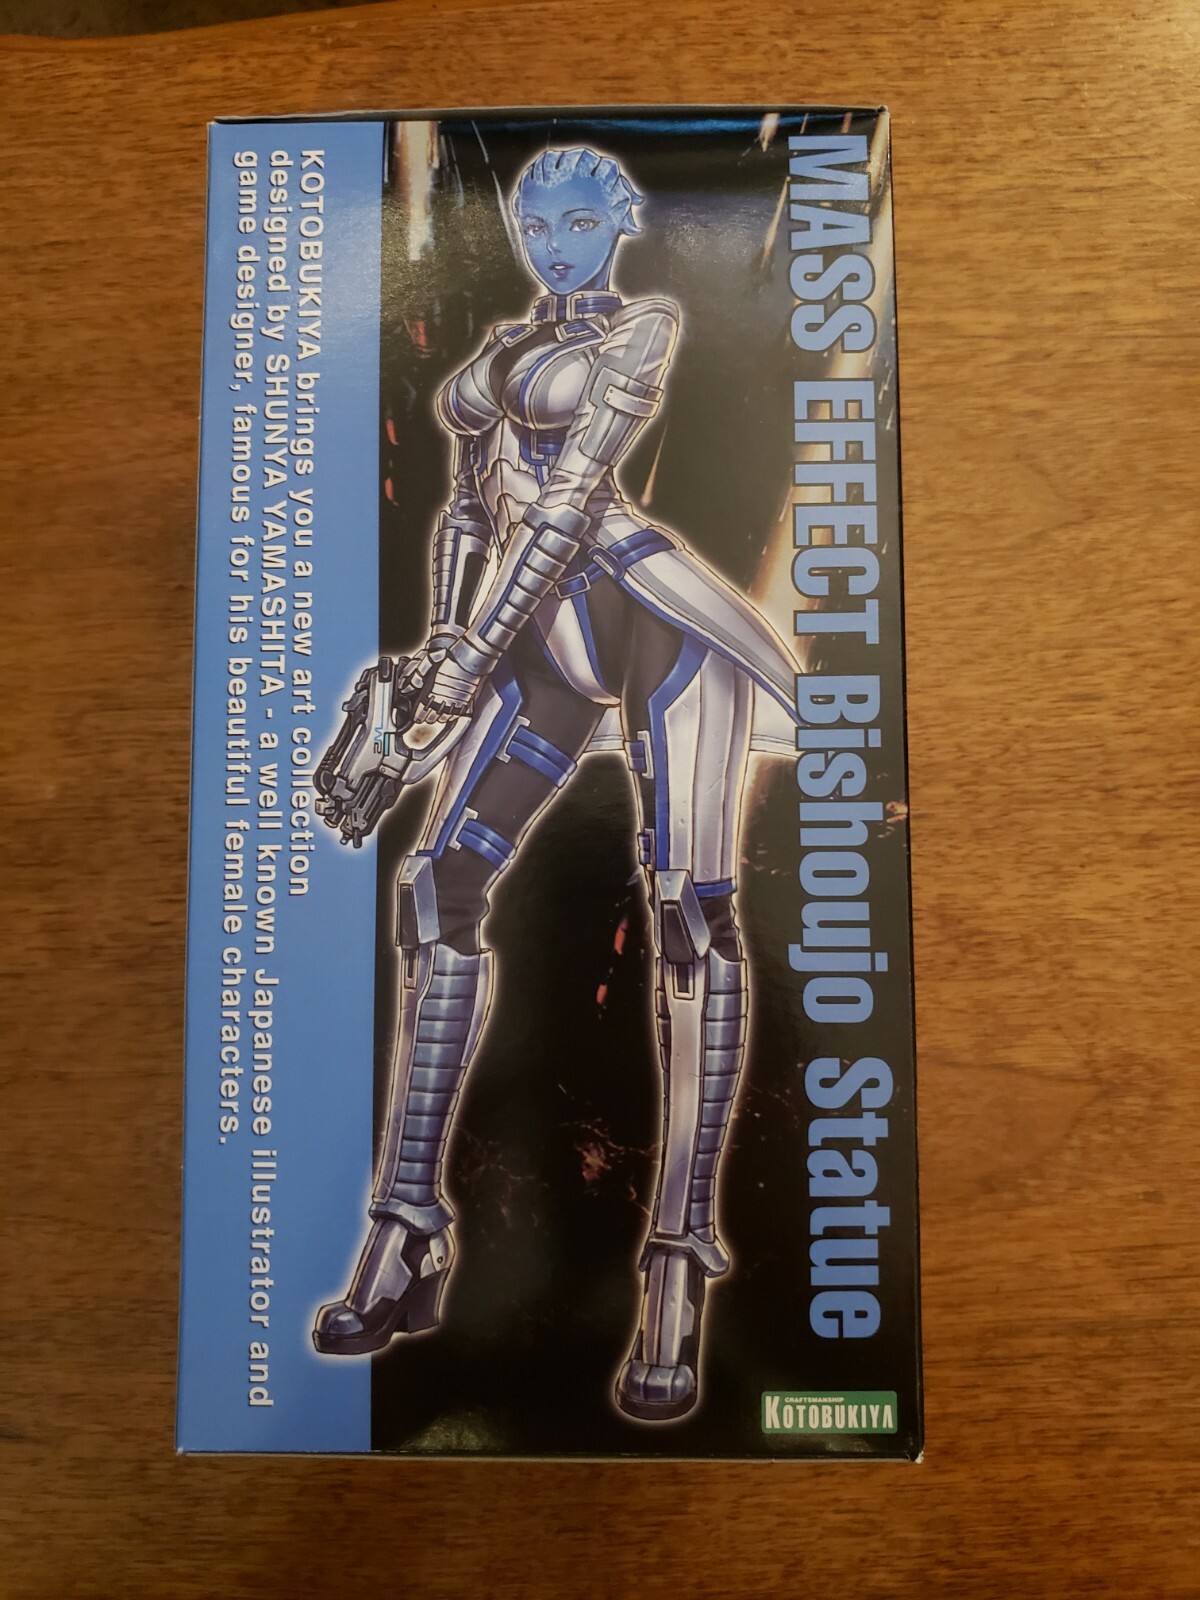 MASS EFFECT Bishoujo Statue
KOTOBUKIYA brings you a new art collection
designed by SHUNYA YAMASHITA - a well known Japanese illustrator and
game designer, famous for his beautiful female characters.
CRAFTSMANSHIP
KOTOBUKIYA